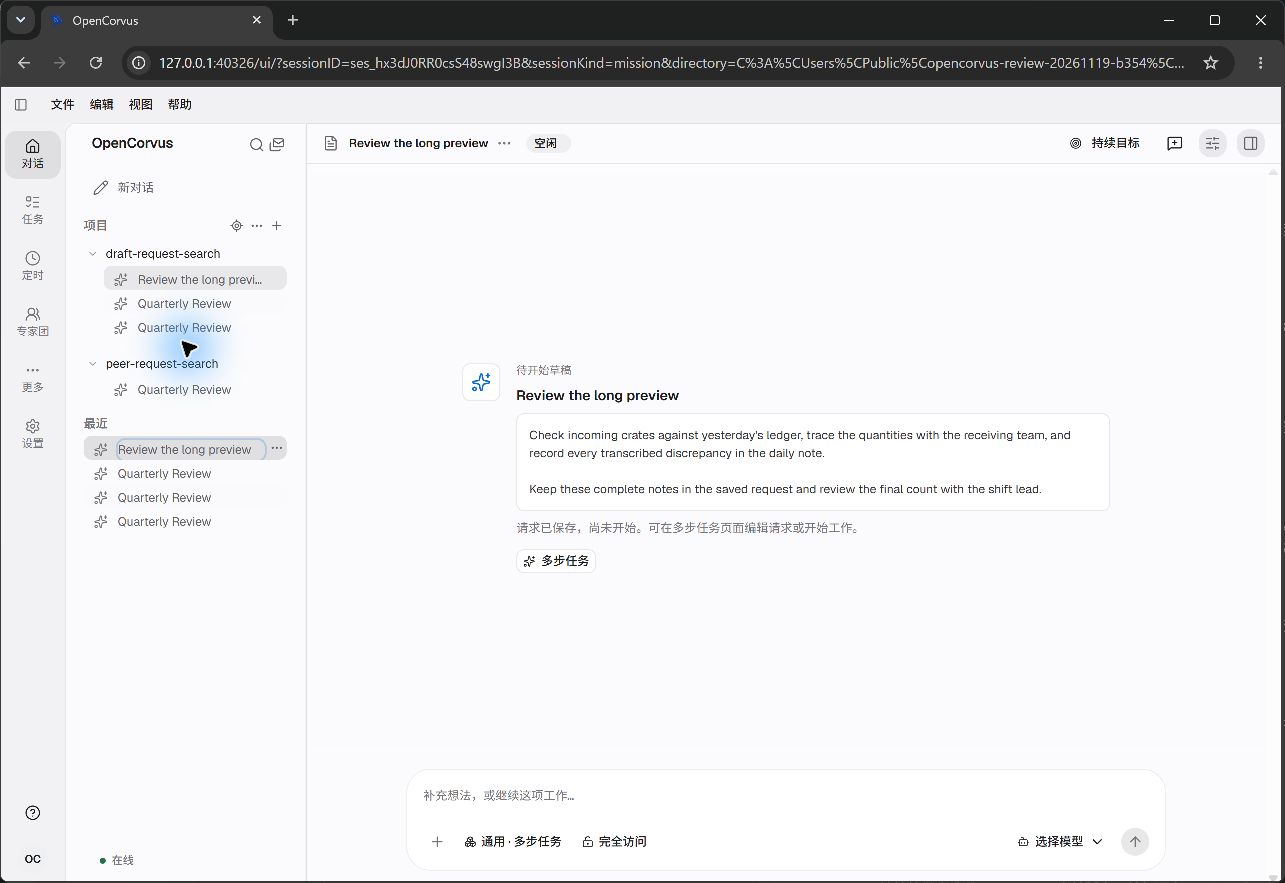 OpenCorvus
127.0.0.1:40326/ui/?sessionID=ses_hx3dJ0RR0csS48swgI3B&sessionKind=mission&directory=C%3A%5CUsers%5CPublic%5Copencorvus-review-20261119-b354%5C...
文件 编辑 视图 帮助
对话
任务
定时
专家团
更多
设置
OC
OpenCorvus
新对话
项目
draft-request-search
Review the long previ...
Quarterly Review
Quarterly Review
peer-request-search
Quarterly Review
最近
Review the long preview
Quarterly Review
Quarterly Review
Quarterly Review
在线
Review the long preview 空闲
持续目标
待开始草稿
Review the long preview
Check incoming crates against yesterday's ledger, trace the quantities with the receiving team, and
record every transcribed discrepancy in the daily note.
Keep these complete notes in the saved request and review the final count with the shift lead.
请求已保存，尚未开始。可在多步任务页面编辑请求或开始工作。
多步任务
补充想法，或继续这项工作...
通用 · 多步任务 完全访问 选择模型